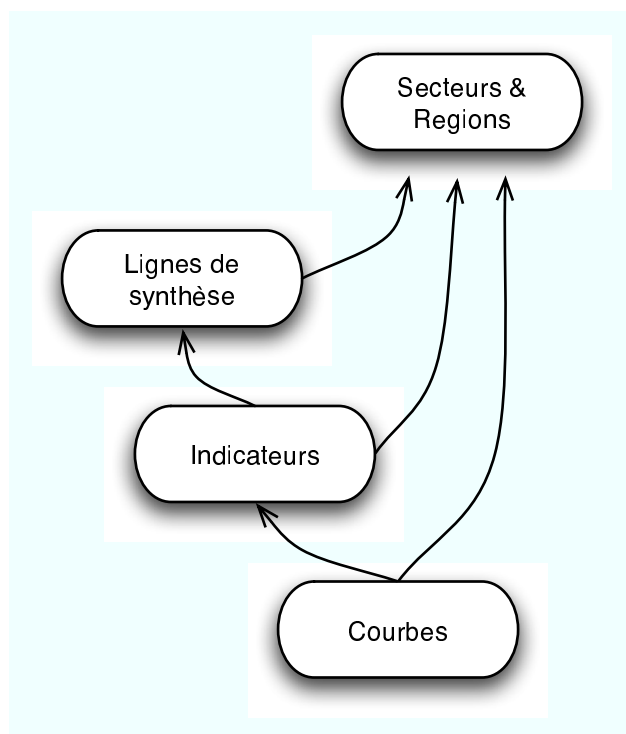 Secteurs &
Regions
Lignes de
synthèse
Indicateurs
Courbes